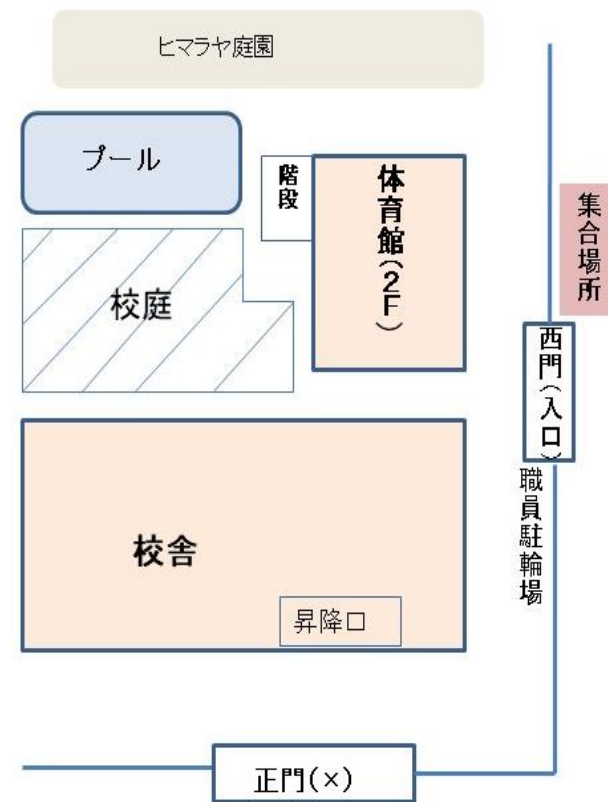 ヒマラヤ庭園
プール
階段
体育館(2F)
集合場所
校庭
西門(入口)
職員駐輪場
校舎
昇降口
正門(×)